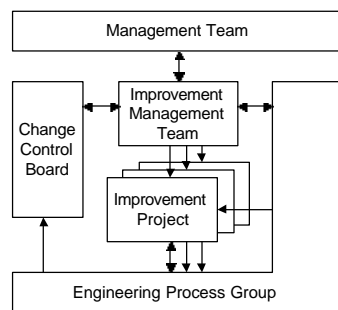 Management Team
Improvement
Management
Team
Change
Control
Board
Improvement
Project
Engineering Process Group